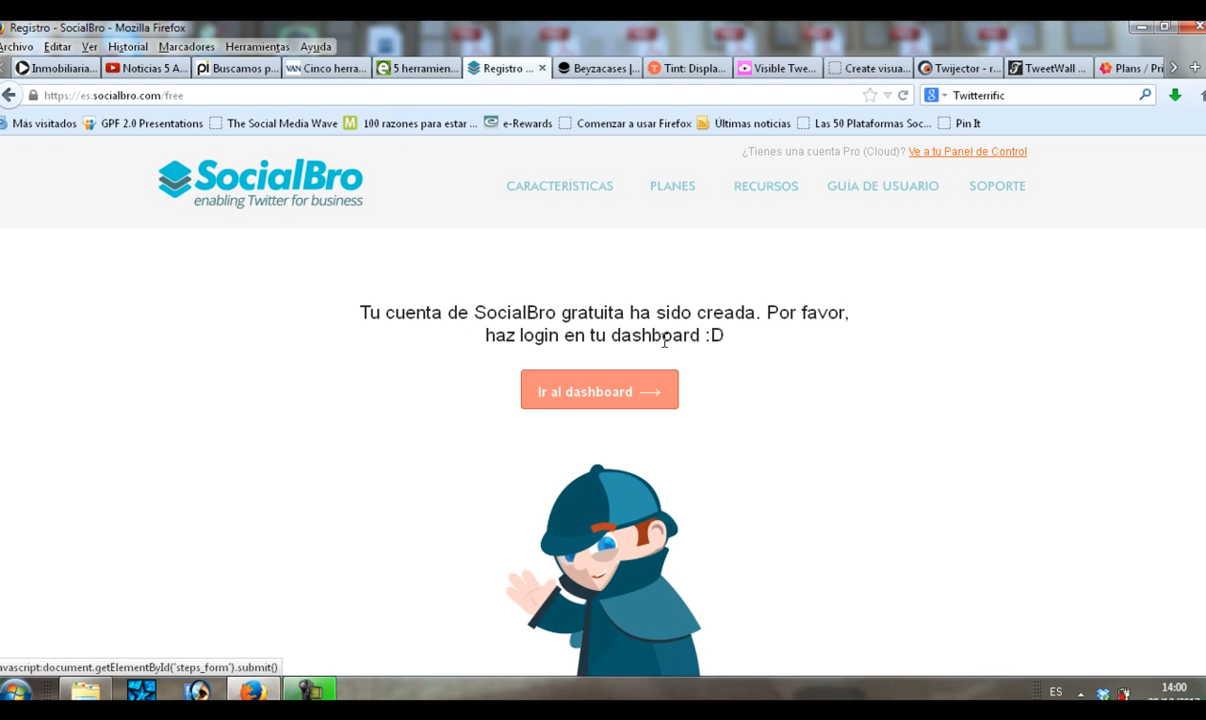 Registro - SocialBro - Mozilla Firefox
Archivo Editar Ver Historial Marcadores Herramientas Ayuda
Inmobiliaria... Noticias 5 A... Buscamos p... Cinco herra... 5 herramien... Registro ... Beyzacases |... Tint: Displa... Visible Twe... Create visua... Twijector - r... TweetWall ... Plans / Pri
https://es.socialbro.com/free Twitterrific
Más visitados GPF 2.0 Presentations The Social Media Wave 100 razones para estar ... e-Rewards Comenzar a usar Firefox Últimas noticias Las 50 Plataformas Soc... Pin It
¿Tienes una cuenta Pro (Cloud)? Ve a tu Panel de Control
SocialBro
enabling Twitter for business
CARACTERÍSTICAS PLANES RECURSOS GUÍA DE USUARIO SOPORTE
Tu cuenta de SocialBro gratuita ha sido creada. Por favor,
haz login en tu dashboard :D
Ir al dashboard →
avascript:document.getElementById('steps_form').submit()
ES 14:00